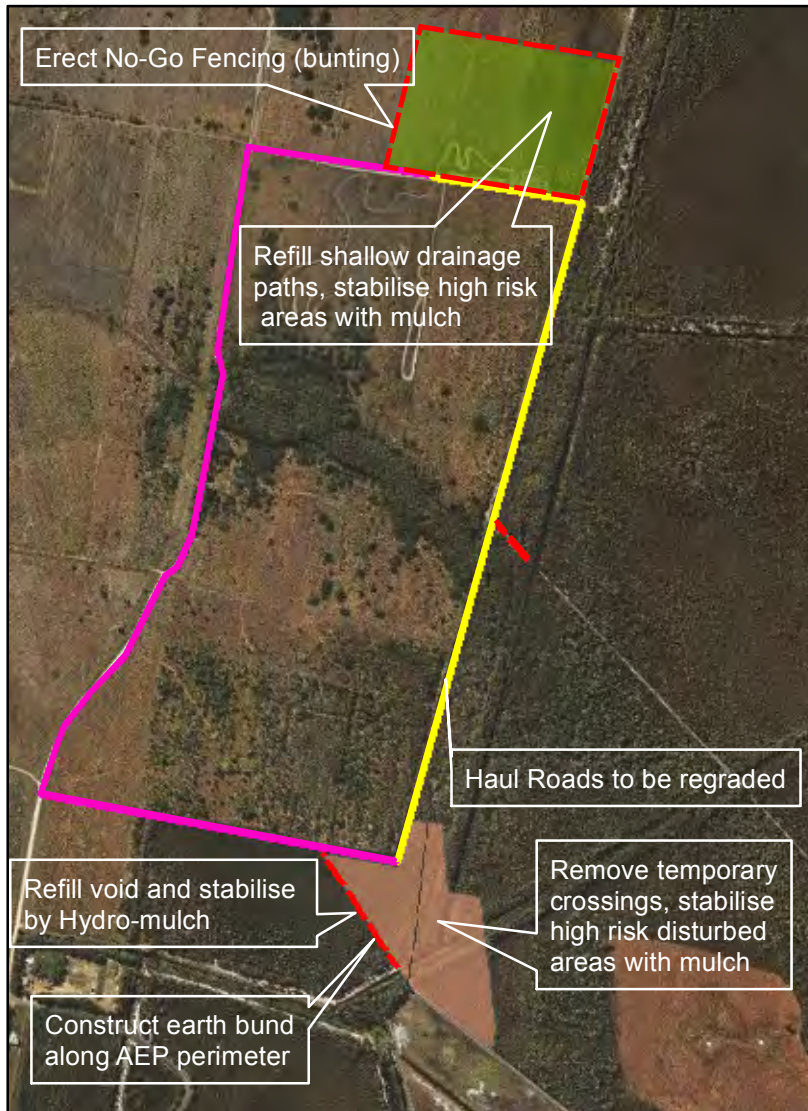 Erect No-Go Fencing (bunting)
Refill shallow drainage
paths, stabilise high risk
areas with mulch
Haul Roads to be regraded
Refill void and stabilise
by Hydro-mulch
Remove temporary
crossings, stabilise
high risk disturbed
areas with mulch
Construct earth bund
along AEP perimeter